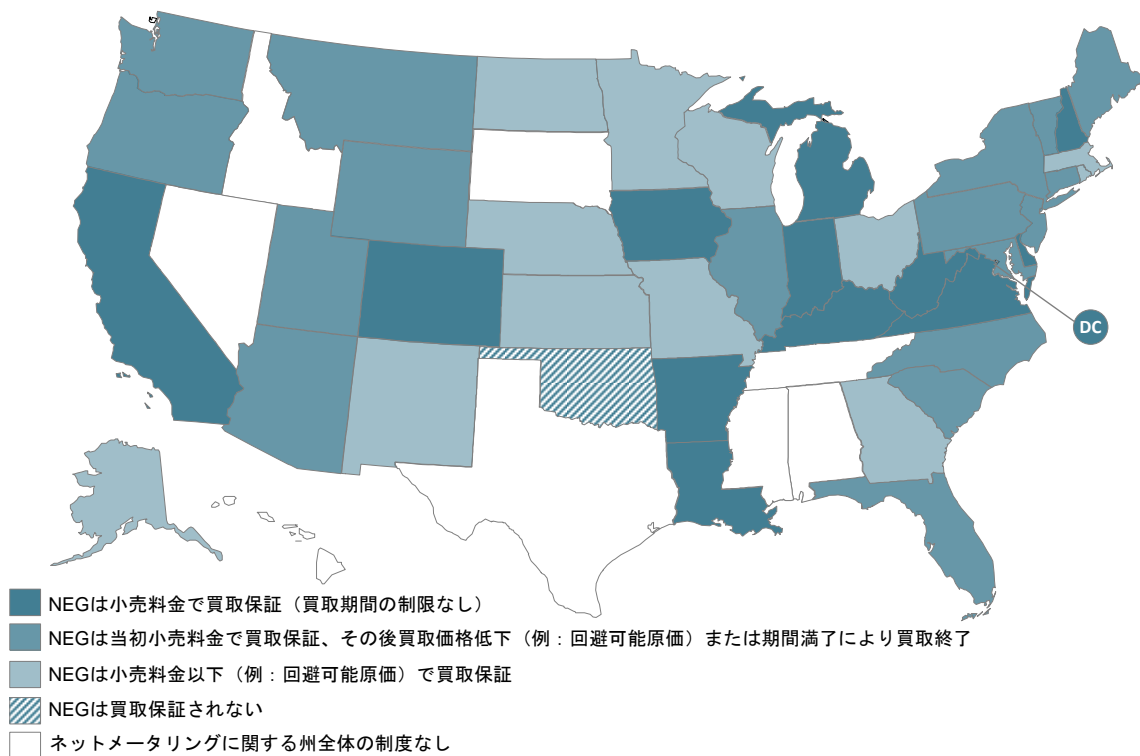 DC
NEGは小売料金で買取保証（買取期間の制限なし）
NEGは当初小売料金で買取保証、その後買取価格低下（例：回避可能原価）または期間満了により買取終了
NEGは小売料金以下（例：回避可能原価）で買取保証
NEGは買取保証されない
ネットメータリングに関する州全体の制度なし